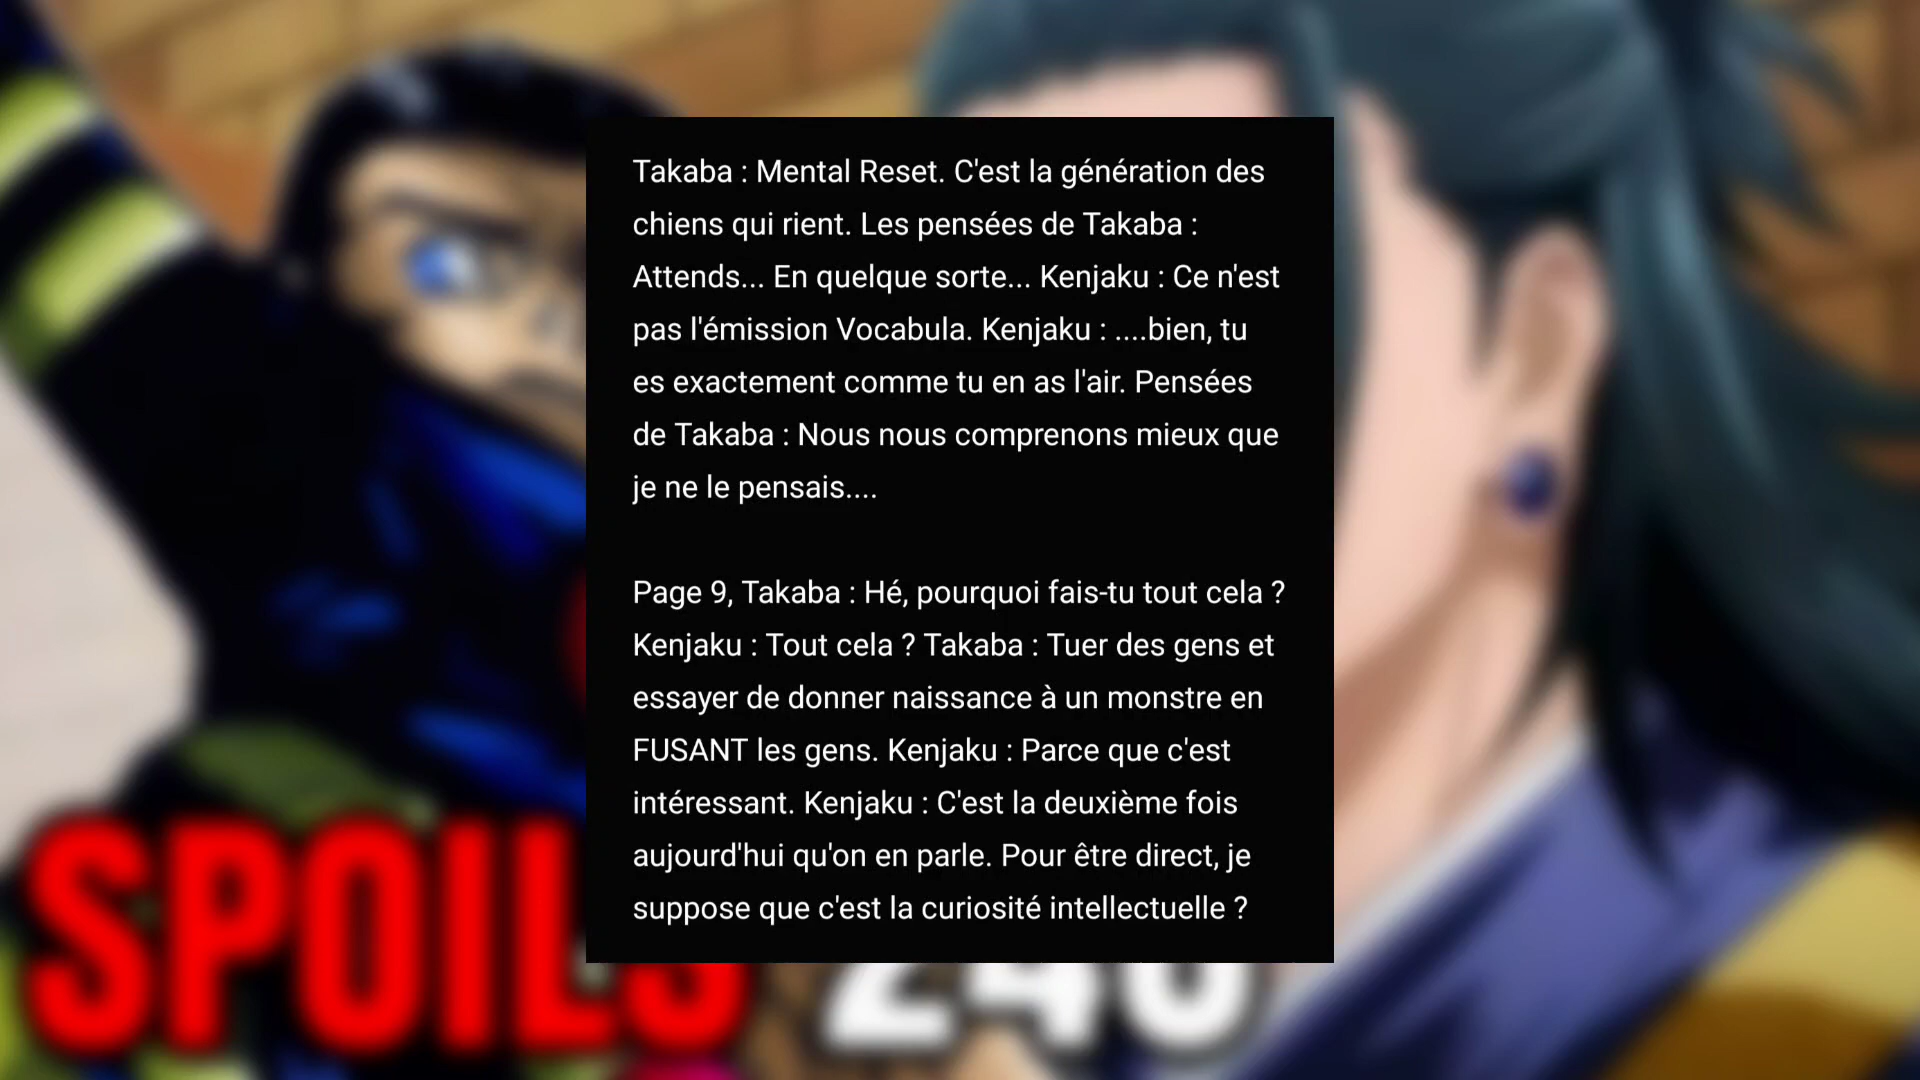 Takaba : Mental Reset. C'est la génération des
chiens qui rient. Les pensées de Takaba :
Attends... En quelque sorte... Kenjaku : Ce n'est
pas l'émission Vocabula. Kenjaku : ....bien, tu
es exactement comme tu en as l'air. Pensées
de Takaba : Nous nous comprenons mieux que
je ne le pensais....
Page 9, Takaba : Hé, pourquoi fais-tu tout cela ?
Kenjaku : Tout cela ? Takaba : Tuer des gens et
essayer de donner naissance à un monstre en
FUSANT les gens. Kenjaku : Parce que c'est
intéressant. Kenjaku : C'est la deuxième fois
aujourd'hui qu'on en parle. Pour être direct, je
suppose que c'est la curiosité intellectuelle ?
SPOILS